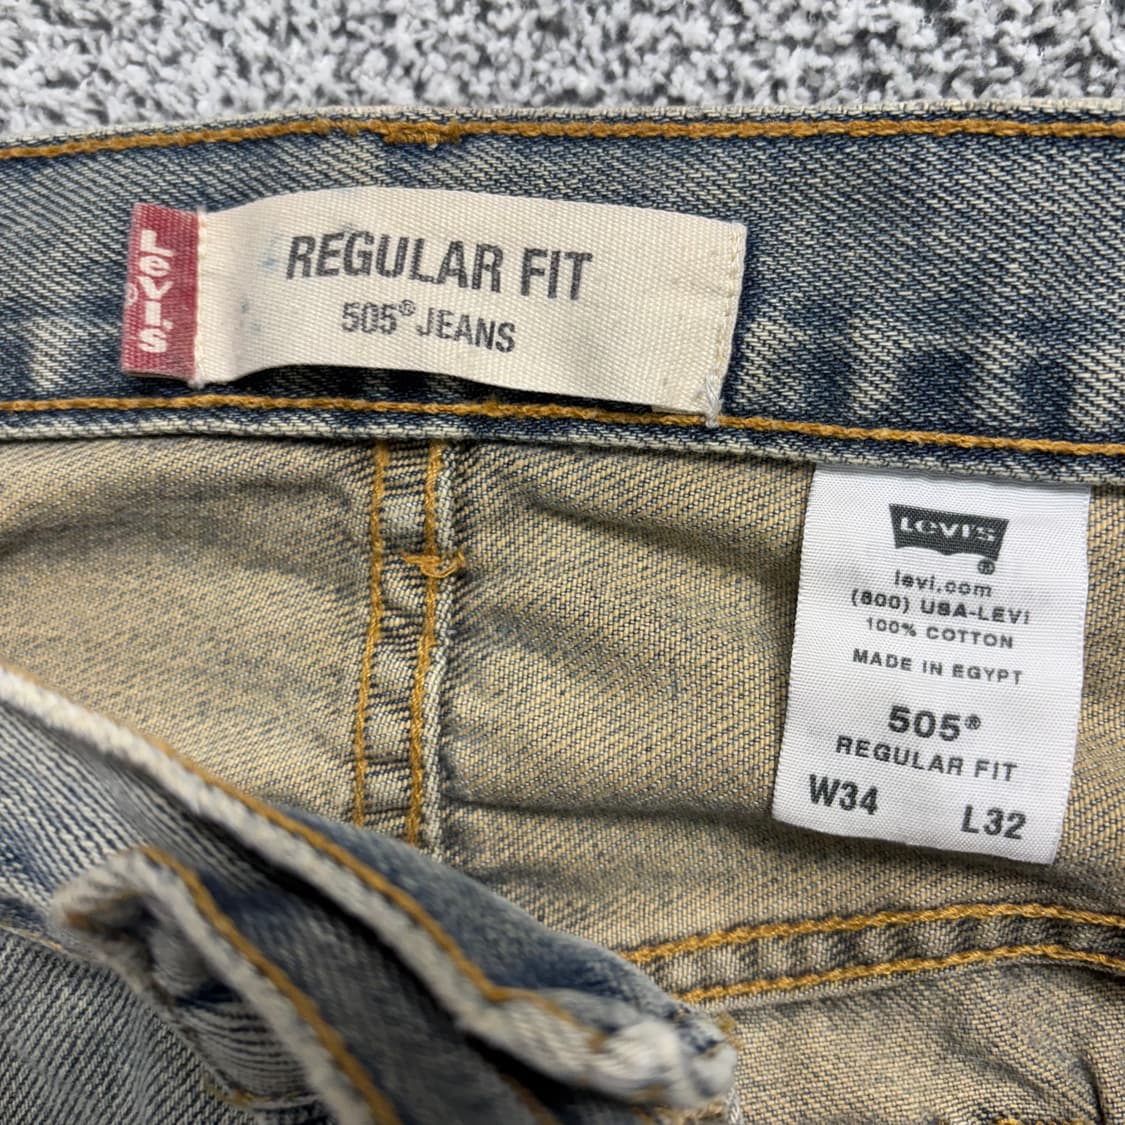 Levi's
®
REGULAR FIT
505® JEANS
LEVI'S
®
levi.com
(800) USA-LEVI
100% COTTON
MADE IN EGYPT
505®
REGULAR FIT
W34 L32